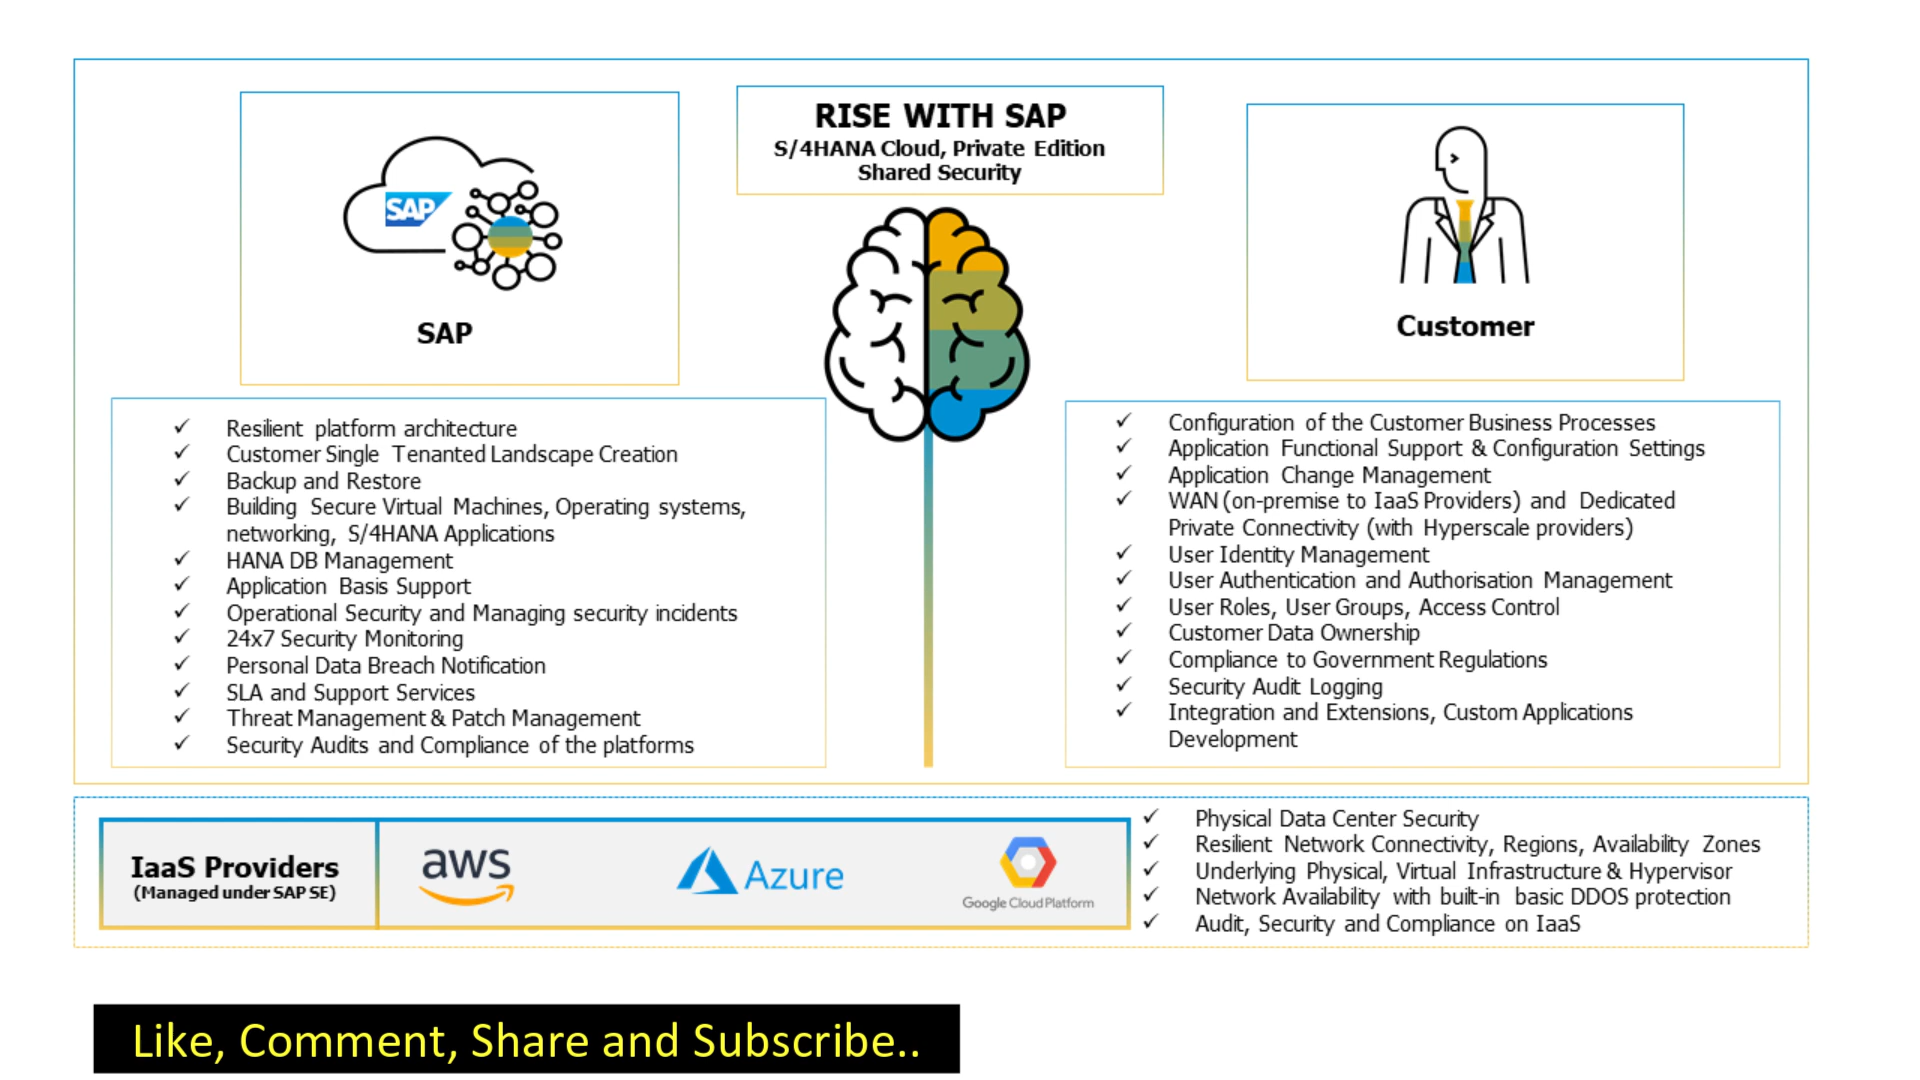 RISE WITH SAP
S/4HANA Cloud, Private Edition
Shared Security
SAP
SAP
Customer
✓ Resilient platform architecture
✓ Customer Single Tenanted Landscape Creation
✓ Backup and Restore
✓ Building Secure Virtual Machines, Operating systems,
networking, S/4HANA Applications
✓ HANA DB Management
✓ Application Basis Support
✓ Operational Security and Managing security incidents
✓ 24x7 Security Monitoring
✓ Personal Data Breach Notification
✓ SLA and Support Services
✓ Threat Management & Patch Management
✓ Security Audits and Compliance of the platforms
✓ Configuration of the Customer Business Processes
✓ Application Functional Support & Configuration Settings
✓ Application Change Management
✓ WAN (on-premise to IaaS Providers) and Dedicated
Private Connectivity (with Hyperscale providers)
✓ User Identity Management
✓ User Authentication and Authorisation Management
✓ User Roles, User Groups, Access Control
✓ Customer Data Ownership
✓ Compliance to Government Regulations
✓ Security Audit Logging
✓ Integration and Extensions, Custom Applications
Development
IaaS Providers
(Managed under SAP SE)
aws
Azure
Google Cloud Platform
✓ Physical Data Center Security
✓ Resilient Network Connectivity, Regions, Availability Zones
✓ Underlying Physical, Virtual Infrastructure & Hypervisor
✓ Network Availability with built-in basic DDOS protection
✓ Audit, Security and Compliance on IaaS
Like, Comment, Share and Subscribe..